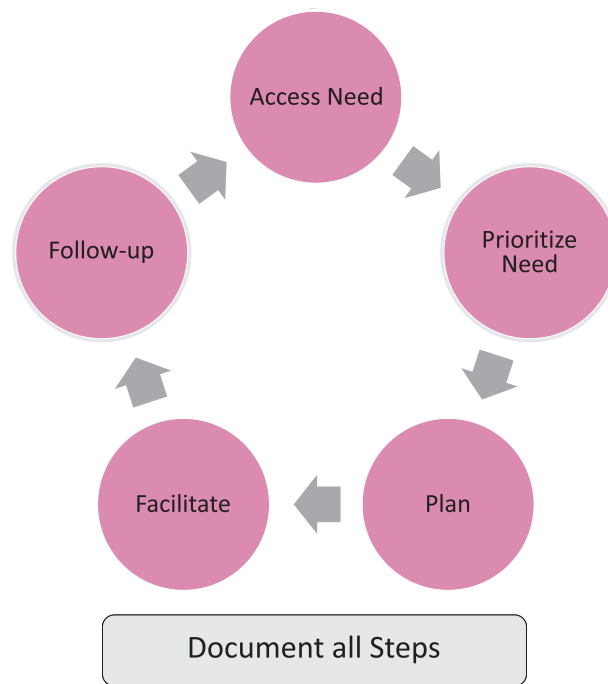 Access Need
Prioritize
Need
Plan
Facilitate
Follow-up
Document all Steps